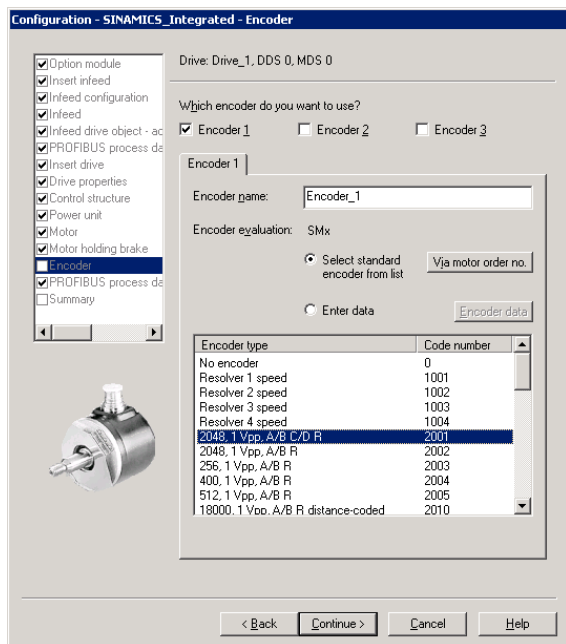 Configuration - SINAMICS_Integrated - Encoder
Option module
Insert infeed
Infeed configuration
Infeed
Infeed drive object - ac
PROFIBUS process da
Insert drive
Drive properties
Control structure
Power unit
Motor
Motor holding brake
Encoder
PROFIBUS process da
Summary
Drive: Drive_1, DDS 0, MDS 0
Which encoder do you want to use?
Encoder 1 Encoder 2 Encoder 3
Encoder 1
Encoder name: Encoder_1
Encoder evaluation: SMx
Select standard
encoder from list
Via motor order no.
Enter data Encoder data
Encoder type Code number
No encoder 0
Resolver 1 speed 1001
Resolver 2 speed 1002
Resolver 3 speed 1003
Resolver 4 speed 1004
2048, 1 Vpp, A/B C/D R 2001
2048, 1 Vpp, A/B R 2002
256, 1 Vpp, A/B R 2003
400, 1 Vpp, A/B R 2004
512, 1 Vpp, A/B R 2005
18000, 1 Vpp, A/B R distance-coded 2010
< Back Continue > Cancel Help